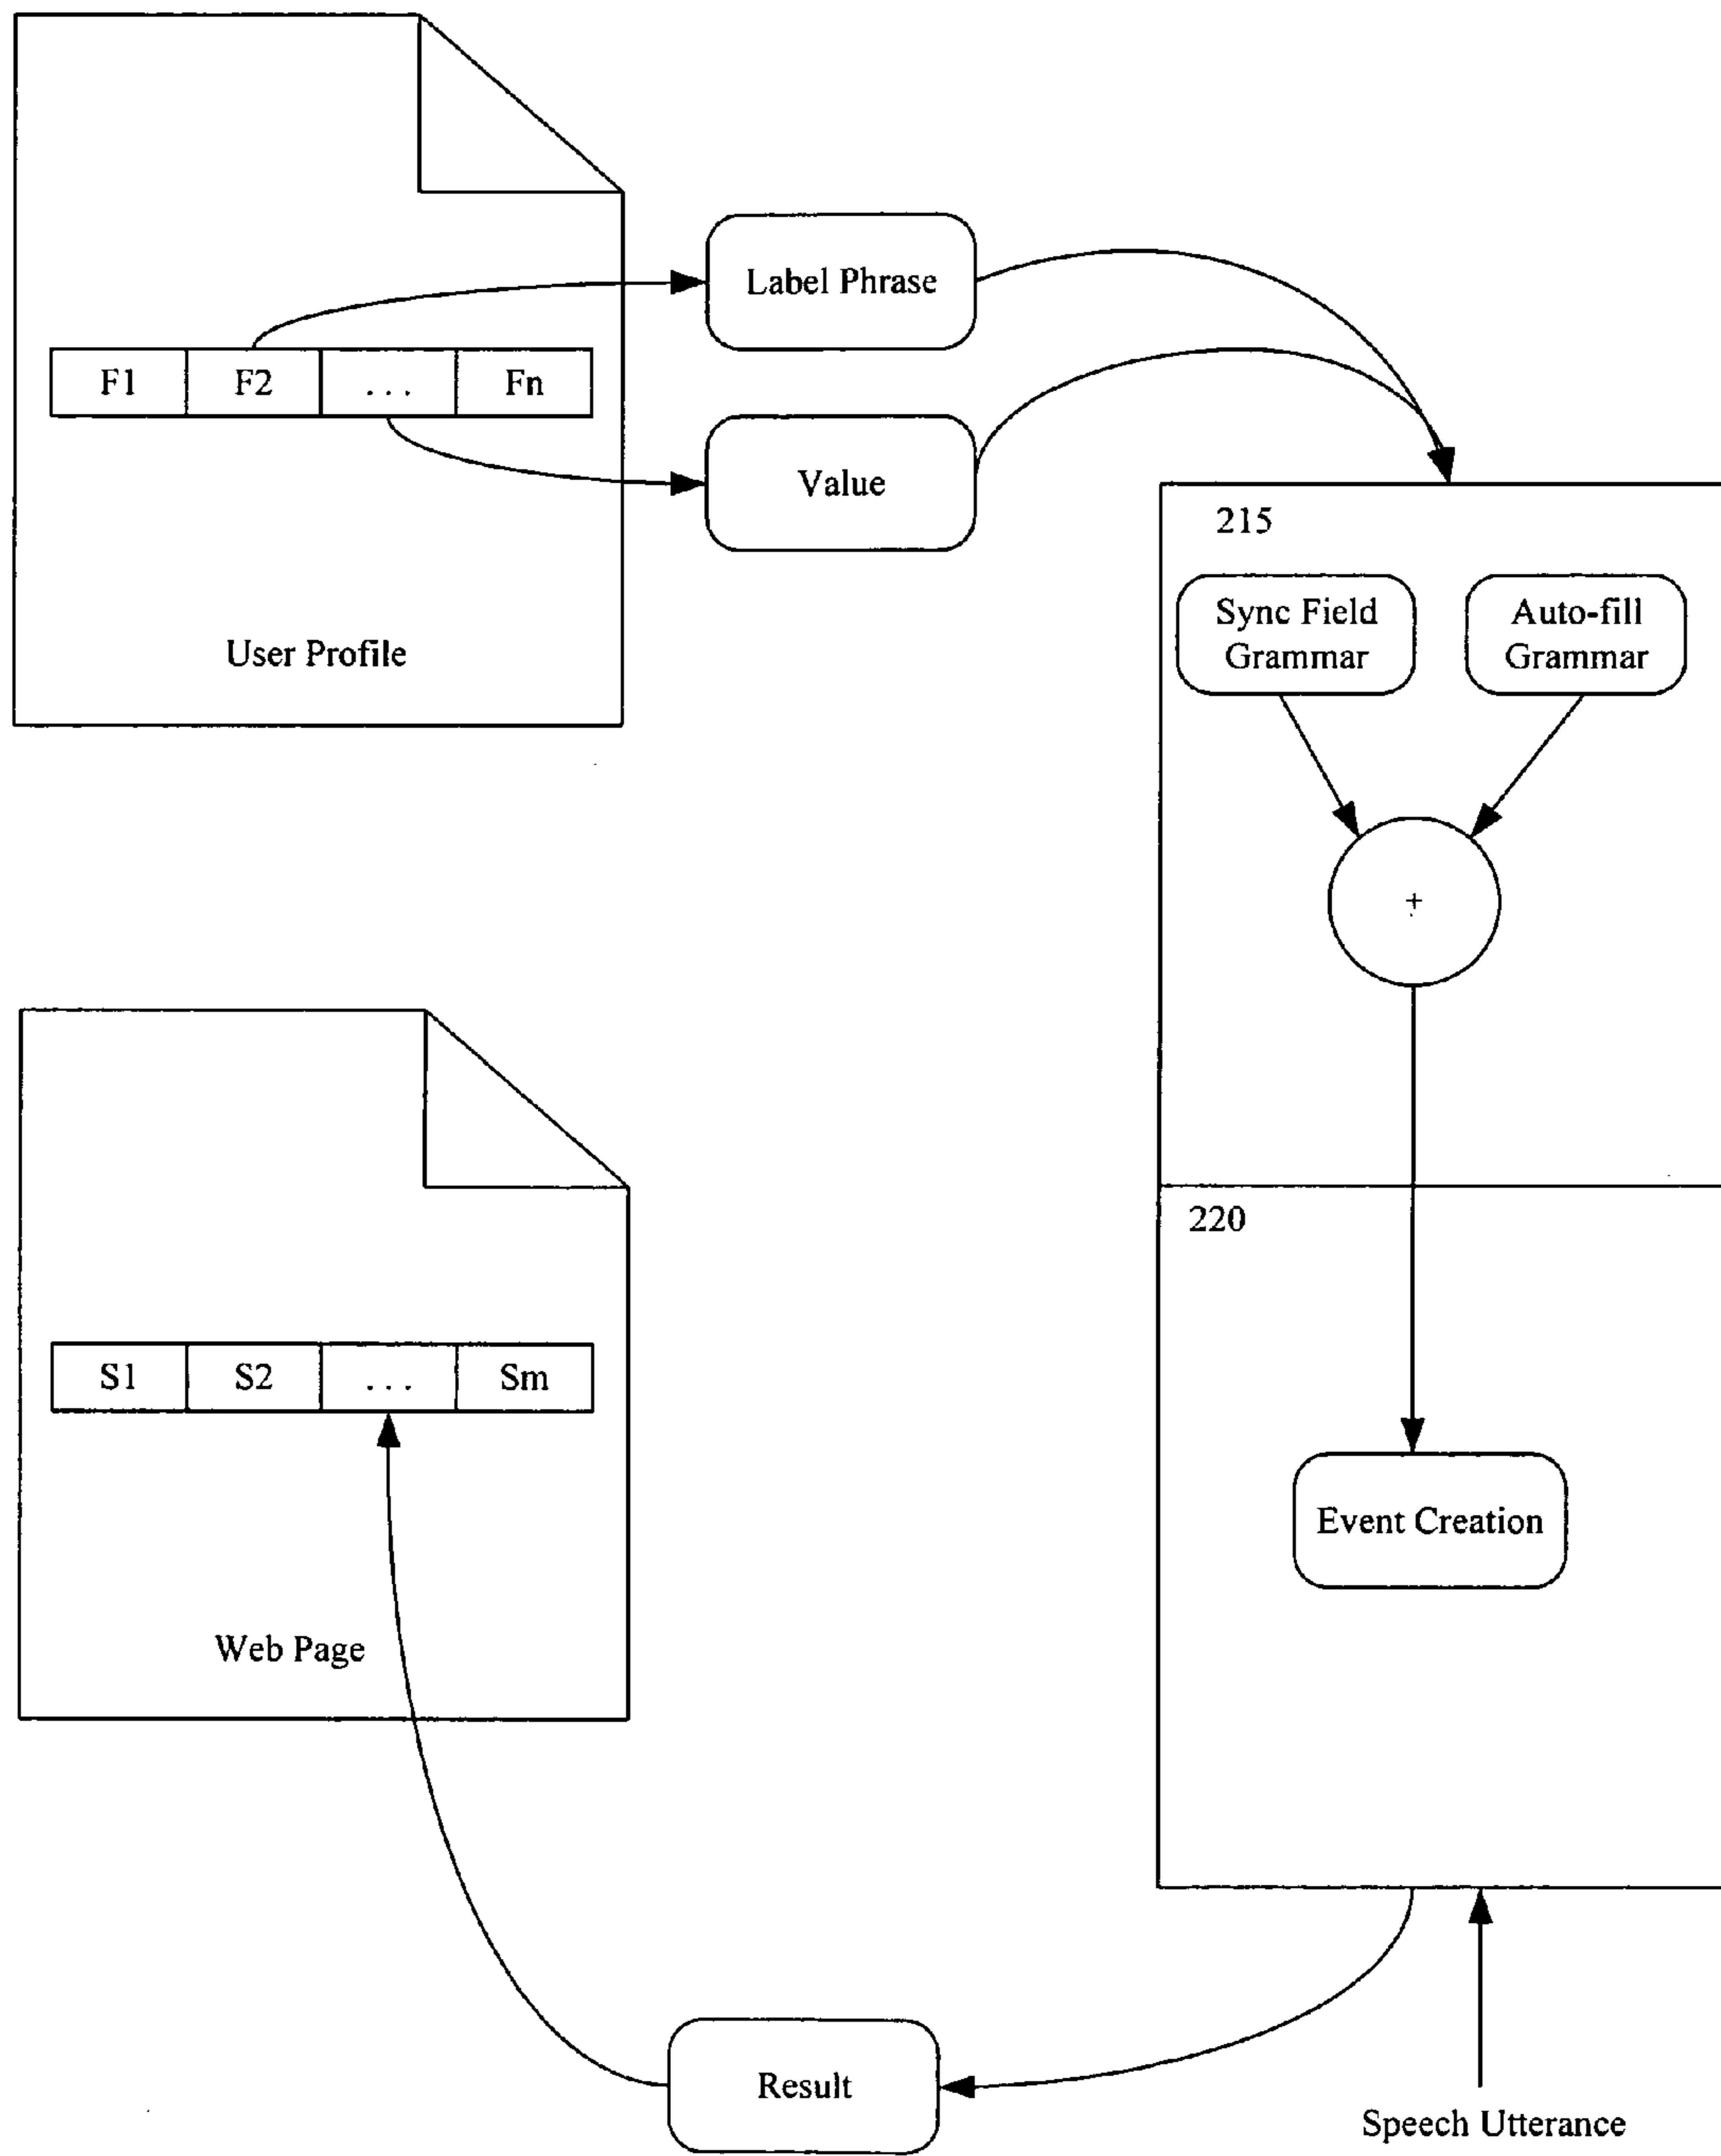 Label Phrase
F1 F2 ... Fn
Value
User Profile
215
Sync Field
Grammar
Auto-fill
Grammar
+
220
S1 S2 ... Sm
Event Creation
Web Page
Result
Speech Utterance